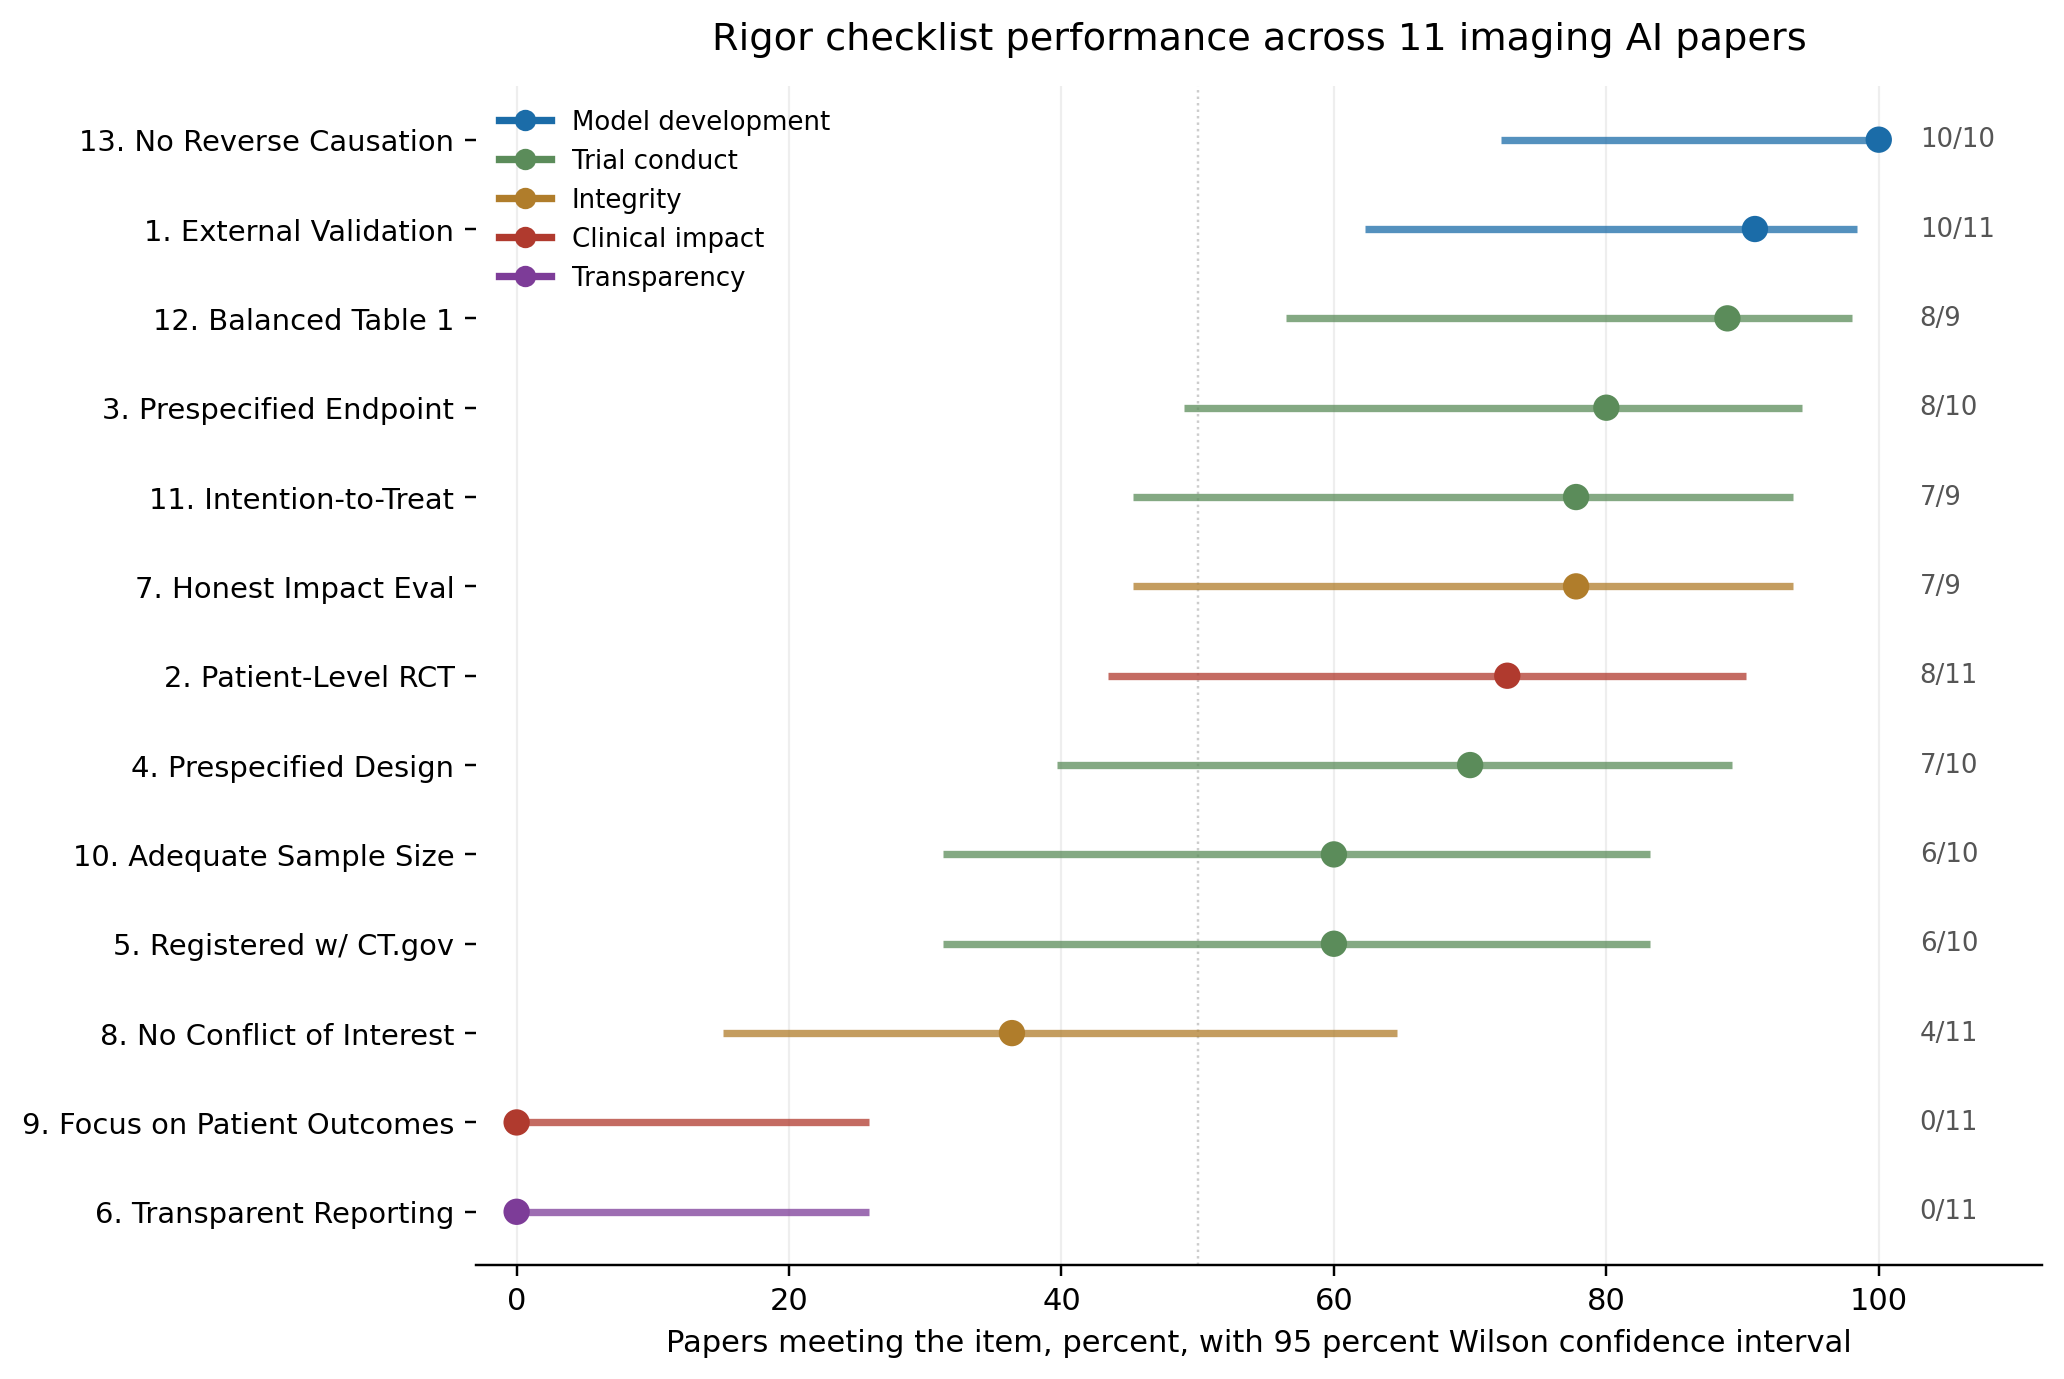 Rigor checklist performance across 11 imaging AI papers
Model development
Trial conduct
Integrity
Clinical impact
Transparency
13. No Reverse Causation 10/10
1. External Validation 10/11
12. Balanced Table 1 8/9
3. Prespecified Endpoint 8/10
11. Intention-to-Treat 7/9
7. Honest Impact Eval 7/9
2. Patient-Level RCT 8/11
4. Prespecified Design 7/10
10. Adequate Sample Size 6/10
5. Registered w/ CT.gov 6/10
8. No Conflict of Interest 4/11
9. Focus on Patient Outcomes 0/11
6. Transparent Reporting 0/11
0 20 40 60 80 100
Papers meeting the item, percent, with 95 percent Wilson confidence interval